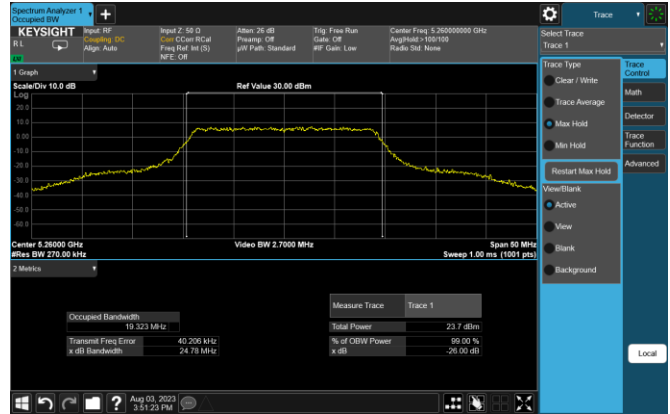 Spectrum Analyzer 1
Occupied BW
Trace
KEYSIGHT
RL
Input: RF
Coupling: DC
Align: Auto
Input Z: 50 Ω
Corr CCorr RCal
Freq Ref: Int (S)
NFE: Off
Atten: 26 dB
Preamp: Off
µW Path: Standard
Trig: Free Run
Gate: Off
#IF Gain: Low
Center Freq: 5.260000000 GHz
Avg|Hold:>100/100
Radio Std: None
Select Trace
Trace 1
1 Graph
Scale/Div 10.0 dB
Ref Value 30.00 dBm
Log
20.0
10.0
0.00
-10.0
-20.0
-30.0
-40.0
-50.0
-60.0
Center 5.26000 GHz
#Res BW 270.00 kHz
Video BW 2.7000 MHz
Span 50 MHz
Sweep 1.00 ms (1001 pts)
2 Metrics
Measure Trace
Trace 1
Occupied Bandwidth
19.323 MHz
Total Power
23.7 dBm
Transmit Freq Error
40.206 kHz
% of OBW Power
99.00 %
x dB Bandwidth
24.78 MHz
x dB
-26.00 dB
Trace Type
Clear / Write
Trace Average
Max Hold
Min Hold
Restart Max Hold
View/Blank
Active
View
Blank
Background
Trace
Control
Math
Detector
Trace
Function
Advanced
Local
Aug 03, 2023
3:51:23 PM